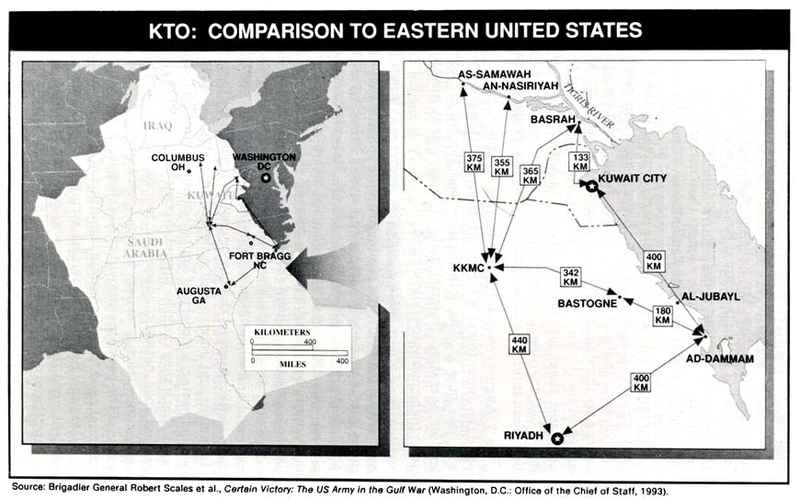 KTO: COMPARISON TO EASTERN UNITED STATES
IRAQ
COLUMBUS
OH
WASHINGTON
DC
KUWAIT
SAUDI
ARABIA
FORT BRAGG
NC
AUGUSTA
GA
KILOMETERS
0 400
0 400
MILES
AS-SAMAWAH
AN-NASIRIYAH
TIGRIS RIVER
BASRAH
375
KM
355
KM
365
KM
133
KM
KUWAIT CITY
400
KM
KKMC
342
KM
BASTOGNE
AL-JUBAYL
180
KM
440
KM
AD-DAMMAM
400
KM
RIYADH
Source: Brigadier General Robert Scales et al., Certain Victory: The US Army in the Gulf War (Washington, D.C.: Office of the Chief of Staff, 1993).